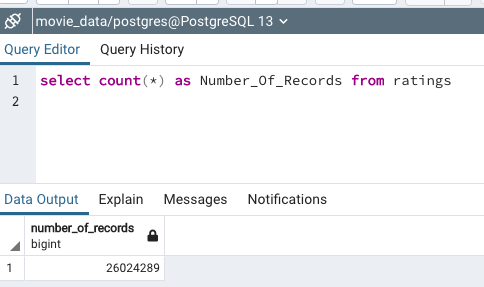 movie_data/postgres@PostgreSQL 13
Query Editor Query History
1 select count(*) as Number_Of_Records from ratings
2
Data Output Explain Messages Notifications
number_of_records
bigint
1 26024289